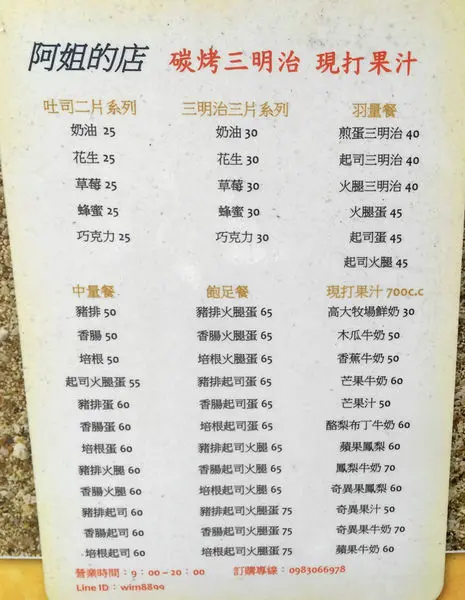 阿姐的店 碳烤三明治 現打果汁
吐司二片系列
奶油 25
花生 25
草莓 25
蜂蜜 25
巧克力 25
三明治三片系列
奶油 30
花生 30
草莓 30
蜂蜜 30
巧克力 30
羽量餐
煎蛋三明治 40
起司三明治 40
火腿三明治 40
火腿蛋 45
起司蛋 45
起司火腿 45
中量餐
豬排 50
香腸 50
培根 50
起司火腿蛋 55
豬排蛋 60
香腸蛋 60
培根蛋 60
豬排火腿 60
香腸火腿 60
豬排起司 60
香腸起司 60
培根起司 60
飽足餐
豬排火腿蛋 65
香腸火腿蛋 65
培根火腿蛋 65
豬排起司蛋 65
香腸起司蛋 65
培根起司蛋 65
豬排起司火腿 65
香腸起司火腿 65
培根起司火腿 65
豬排起司火腿蛋 75
香腸起司火腿蛋 75
培根起司火腿蛋 75
現打果汁 700c.c
高大牧場鮮奶 30
木瓜牛奶 50
香蕉牛奶 50
芒果牛奶 60
芒果汁 50
酪梨布丁牛奶 60
蘋果鳳梨 60
鳳梨牛奶 70
奇異果鳳梨 60
奇異果汁 50
奇異果牛奶 70
蘋果牛奶 60
營業時間：9：00－20：00 訂購專線：0983066978
Line ID：wim8899